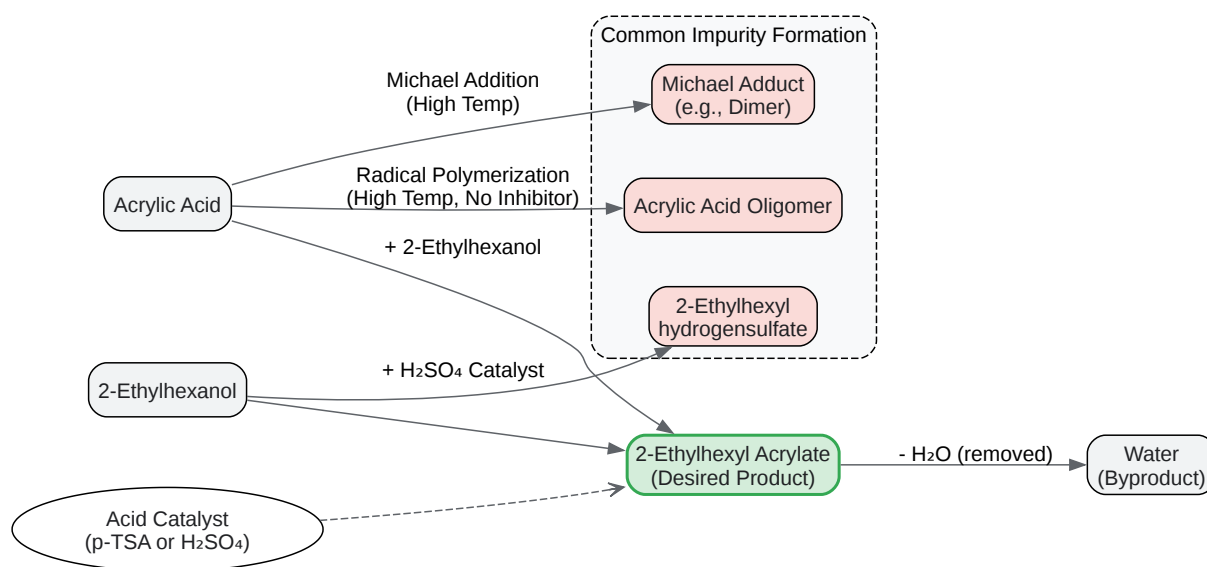 Common Impurity Formation
Michael Addition
(High Temp)
Michael Adduct
(e.g., Dimer)
Radical Polymerization
(High Temp, No Inhibitor)
Acrylic Acid
Acrylic Acid Oligomer
+ 2-Ethylhexanol
2-Ethylhexyl
hydrogensulfate
+ H₂SO₄ Catalyst
2-Ethylhexanol
2-Ethylhexyl Acrylate
(Desired Product)
- H₂O (removed)
Water
(Byproduct)
Acid Catalyst
(p-TSA or H₂SO₄)